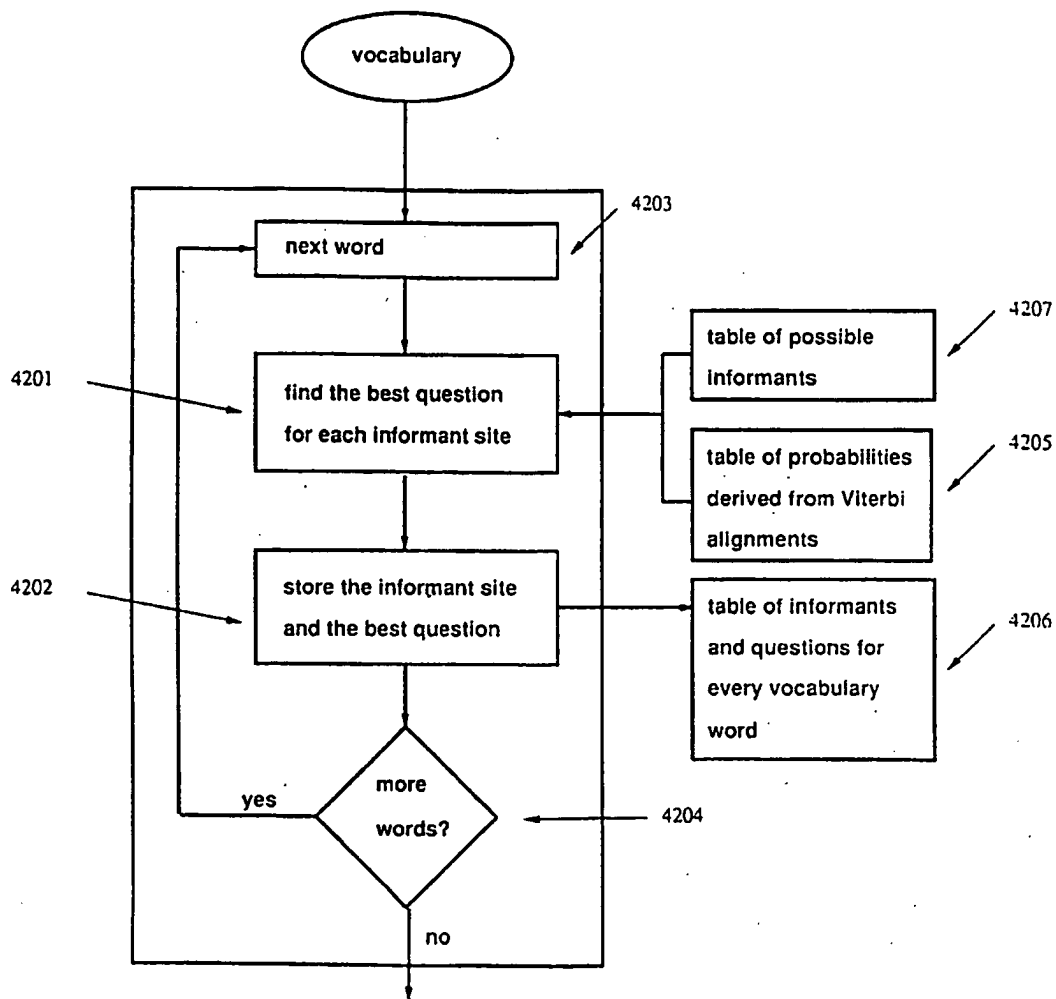 vocabulary
4203
next word
4207
table of possible
informants
4201
find the best question
for each informant site
4205
table of probabilities
derived from Viterbi
alignments
4202
store the informant site
and the best question
4206
table of informants
and questions for
every vocabulary
word
more
words?
yes
4204
no